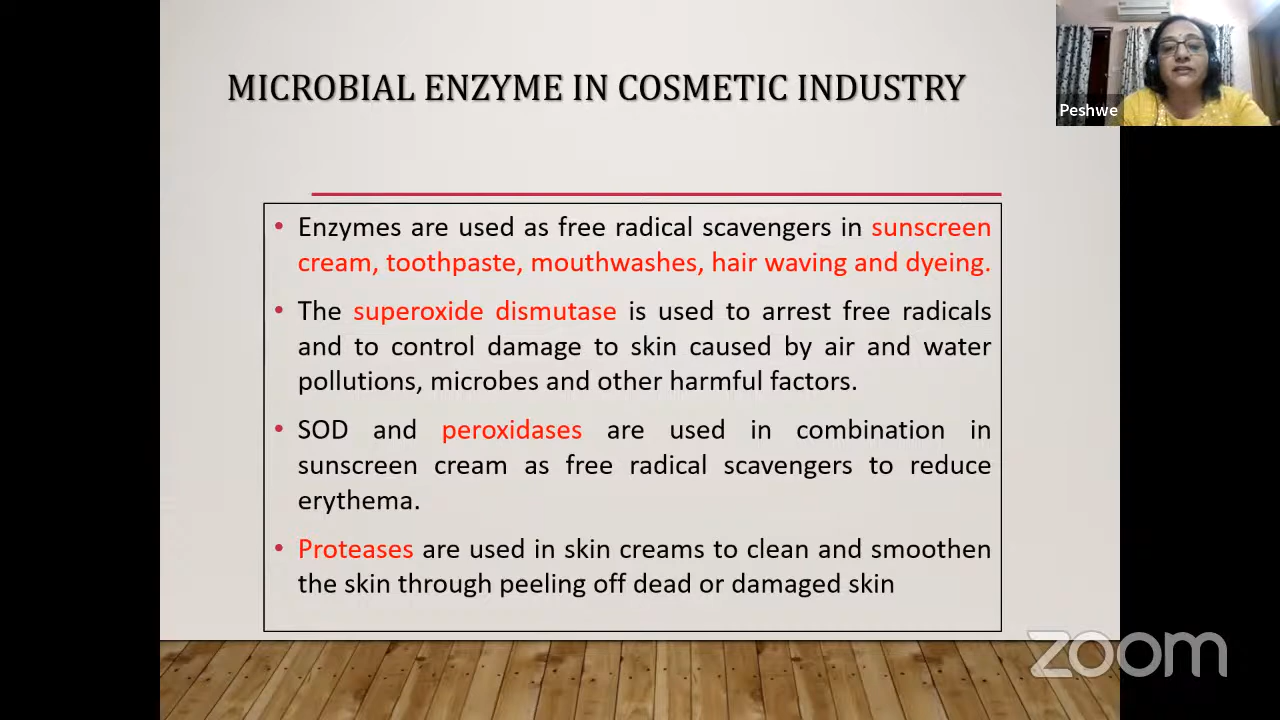 MICROBIAL ENZYME IN COSMETIC INDUSTRY
Peshwe
• Enzymes are used as free radical scavengers in sunscreen
cream, toothpaste, mouthwashes, hair waving and dyeing.
• The superoxide dismutase is used to arrest free radicals
and to control damage to skin caused by air and water
pollutions, microbes and other harmful factors.
• SOD and peroxidases are used in combination in
sunscreen cream as free radical scavengers to reduce
erythema.
• Proteases are used in skin creams to clean and smoothen
the skin through peeling off dead or damaged skin
zoom